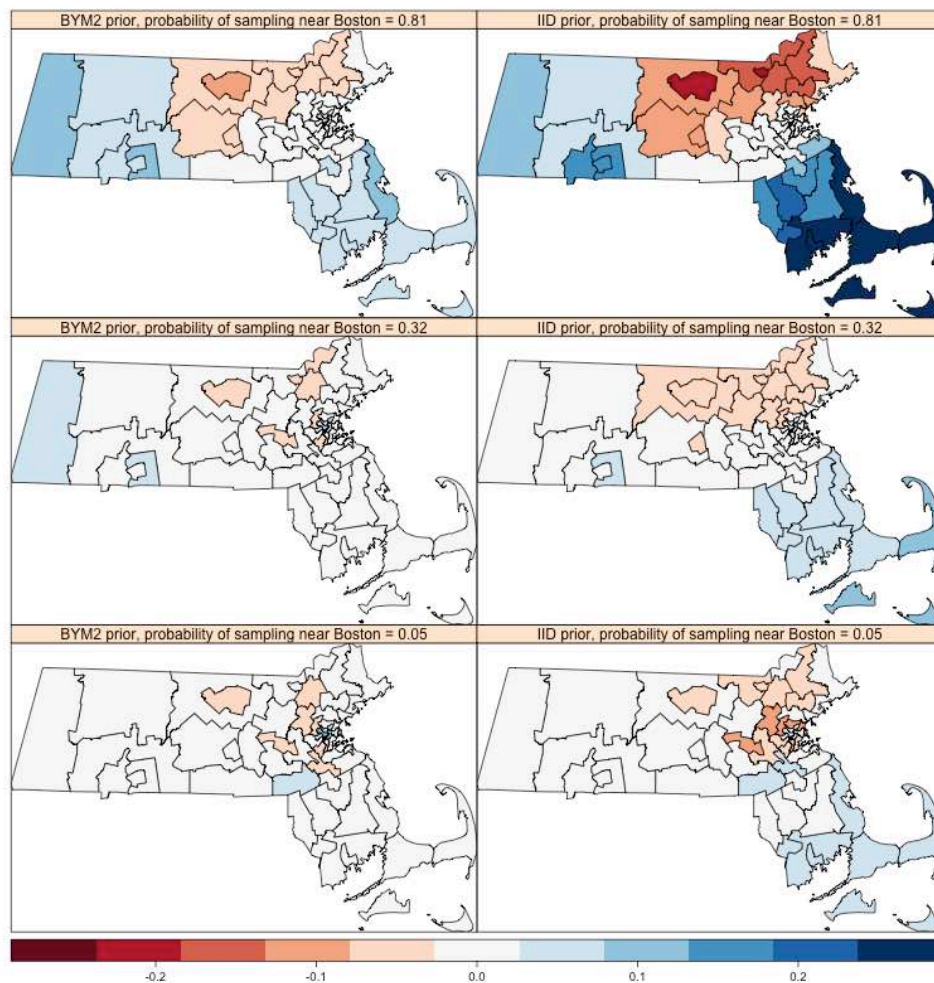 BYM2 prior, probability of sampling near Boston = 0.81
IID prior, probability of sampling near Boston = 0.81
BYM2 prior, probability of sampling near Boston = 0.32
IID prior, probability of sampling near Boston = 0.32
BYM2 prior, probability of sampling near Boston = 0.05
IID prior, probability of sampling near Boston = 0.05
-0.2 -0.1 0.0 0.1 0.2